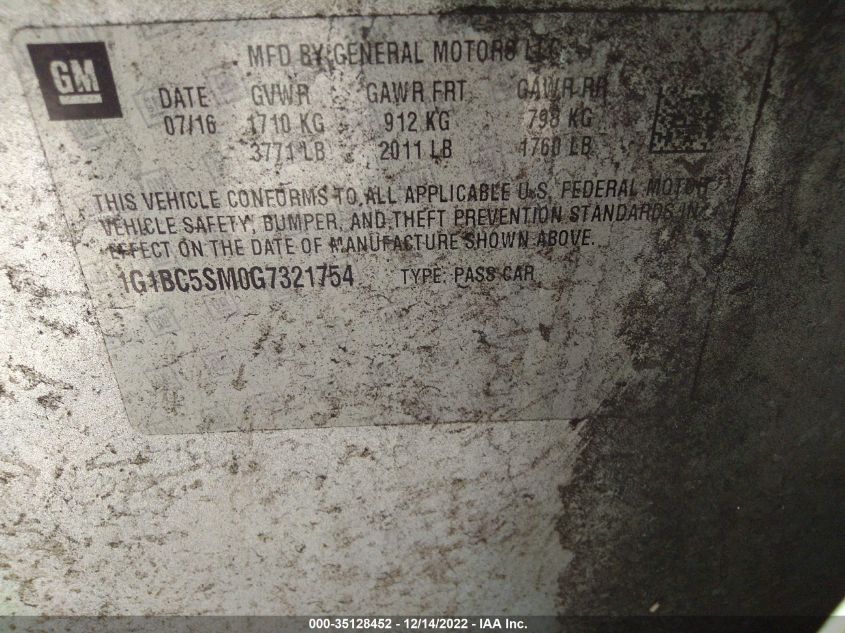 GM
MFD BY GENERAL MOTORS LLC
DATE GVWR GAWR FRT GAWR RR
07/16 1710 KG 912 KG 798 KG
3771 LB 2011 LB 1760 LB
THIS VEHICLE CONFORMS TO ALL APPLICABLE U.S. FEDERAL MOTOR
VEHICLE SAFETY, BUMPER, AND THEFT PREVENTION STANDARDS IN
EFFECT ON THE DATE OF MANUFACTURE SHOWN ABOVE.
1G1BC5SM0G7321754 TYPE: PASS CAR
000-35128452 - 12/14/2022 - IAA Inc.